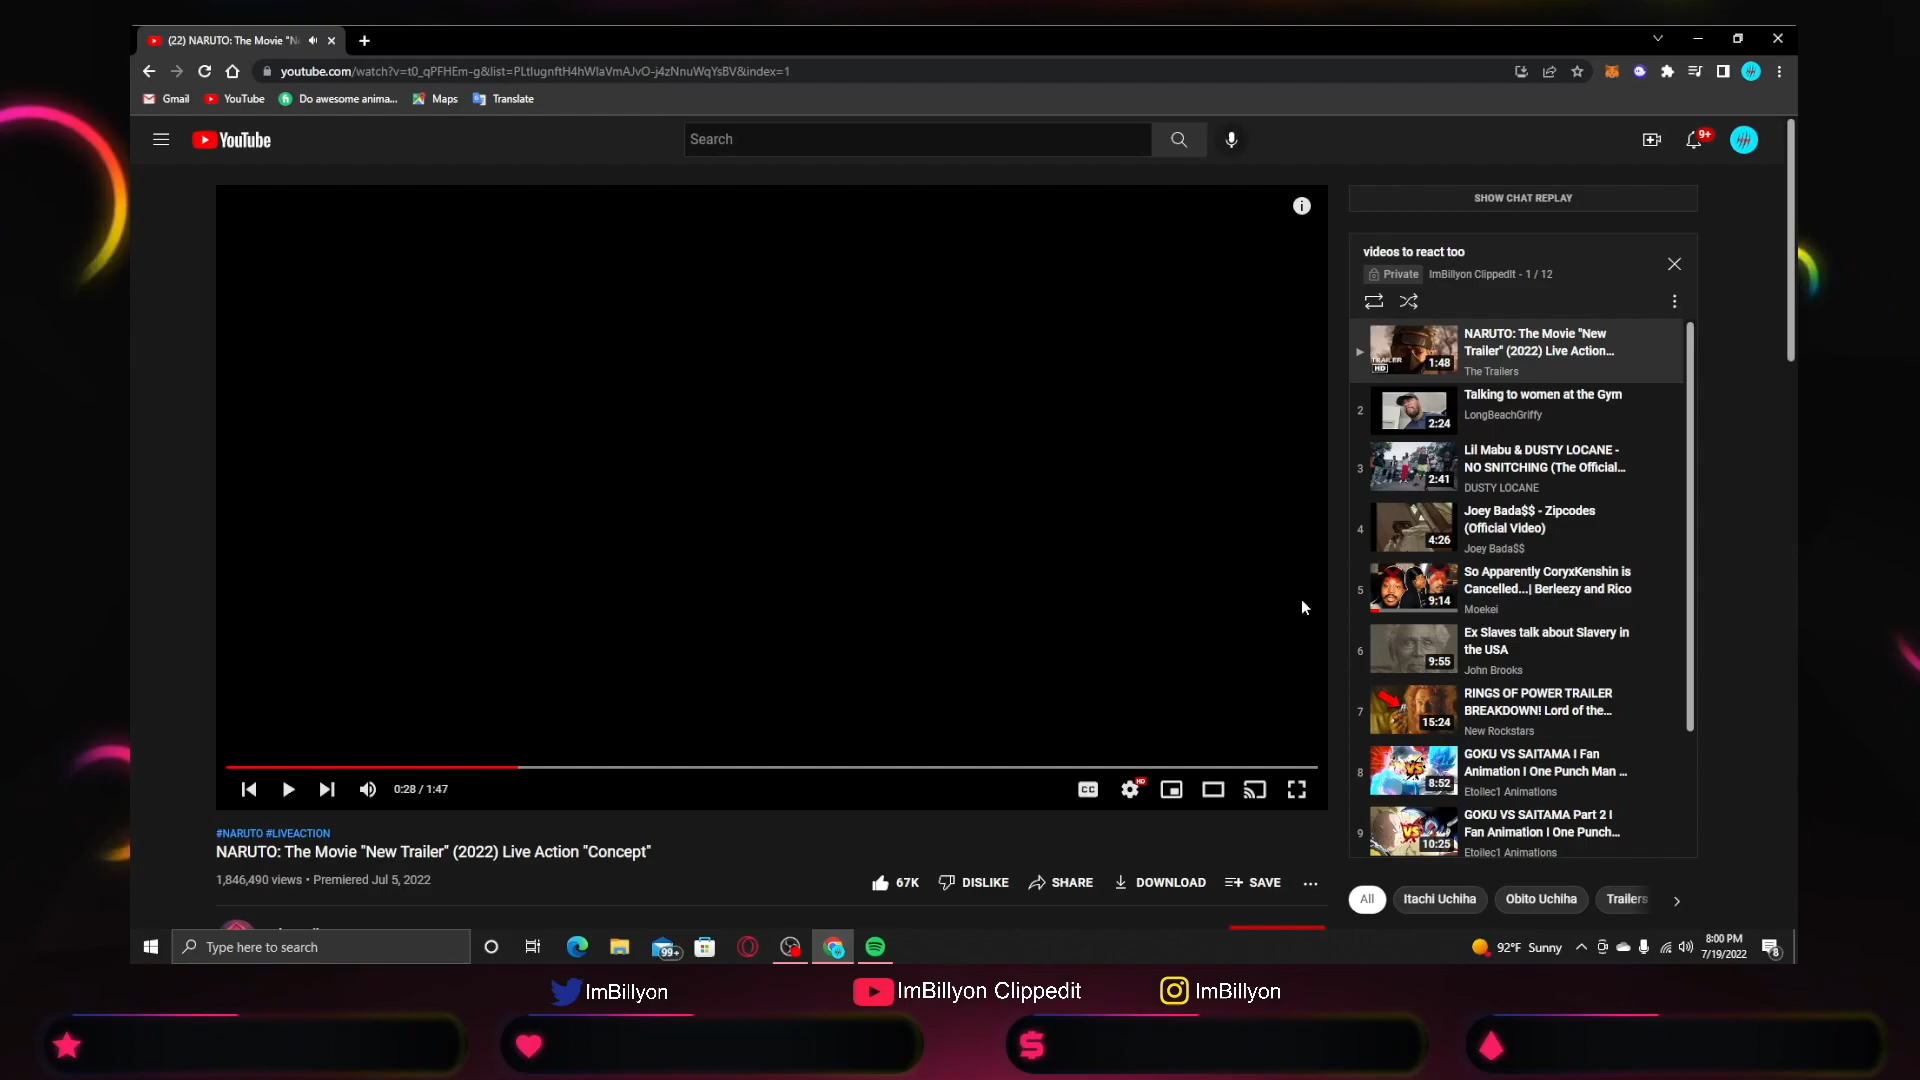 (22) NARUTO: The Movie "N
youtube.com/watch?v=t0_qPFHEm-g&list=PLtIugnftH4hWIaVmAJvO-j4zNnuWqYsBV&index=1
Gmail YouTube Do awesome anima... Maps Translate
YouTube
Search
9+
SHOW CHAT REPLAY
videos to react too
Private ImBillyon ClippedIt - 1 / 12
NARUTO: The Movie "New
Trailer" (2022) Live Action...
The Trailers
TRAILER
HD
1:48
2
Talking to women at the Gym
LongBeachGriffy
2:24
3
Lil Mabu & DUSTY LOCANE -
NO SNITCHING (The Official...
DUSTY LOCANE
2:41
4
Joey Bada$$ - Zipcodes
(Official Video)
Joey Bada$$
4:26
5
So Apparently CoryxKenshin is
Cancelled...| Berleezy and Rico
Moekei
9:14
6
Ex Slaves talk about Slavery in
the USA
John Brooks
9:55
7
RINGS OF POWER TRAILER
BREAKDOWN! Lord of the...
New Rockstars
15:24
8
GOKU VS SAITAMA I Fan
Animation I One Punch Man ...
Etoilec1 Animations
VS
8:52
9
GOKU VS SAITAMA Part 2 I
Fan Animation I One Punch...
Etoilec1 Animations
VS
10:25
0:28 / 1:47
CC
HD
#NARUTO #LIVEACTION
NARUTO: The Movie "New Trailer" (2022) Live Action "Concept"
1,846,490 views • Premiered Jul 5, 2022
67K DISLIKE SHARE DOWNLOAD SAVE ...
All Itachi Uchiha Obito Uchiha Trailers
Type here to search
99+
92°F Sunny
8:00 PM
7/19/2022
8
ImBillyon
ImBillyon Clippedit
ImBillyon